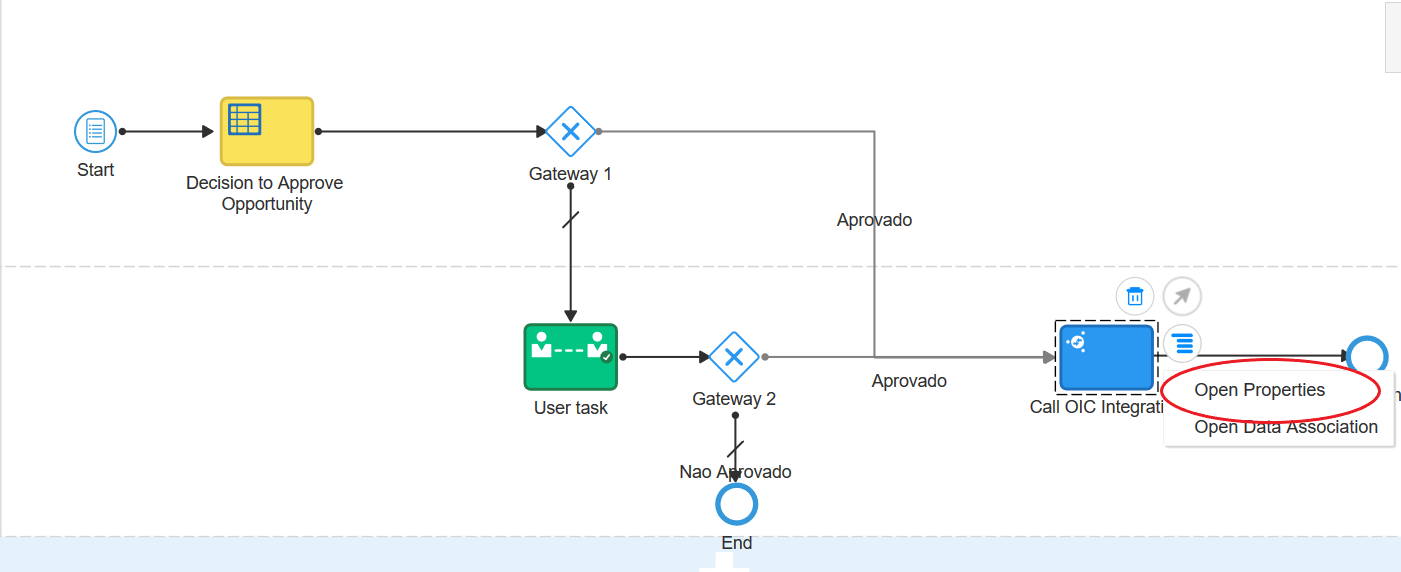 Start
Decision to Approve
Opportunity
Gateway 1
Aprovado
User task
Gateway 2
Aprovado
Call OIC Integrati
Open Properties
Open Data Association
Nao Aprovado
End